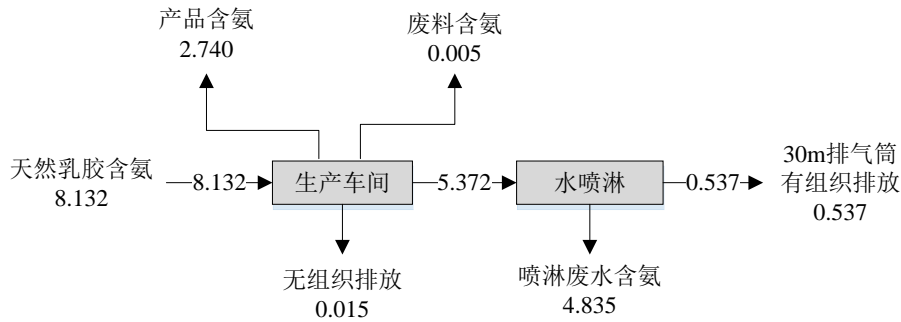 产品含氨
2.740
废料含氨
0.005
天然乳胶含氨
8.132
8.132
生产车间
5.372
水喷淋
0.537
30m排气筒
有组织排放
0.537
无组织排放
0.015
喷淋废水含氨
4.835